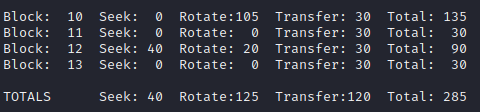 Block:  10  Seek:  0  Rotate:105  Transfer: 30  Total: 135
Block:  11  Seek:  0  Rotate:  0  Transfer: 30  Total:  30
Block:  12  Seek: 40  Rotate: 20  Transfer: 30  Total:  90
Block:  13  Seek:  0  Rotate:  0  Transfer: 30  Total:  30
TOTALS      Seek: 40  Rotate:125  Transfer:120  Total: 285